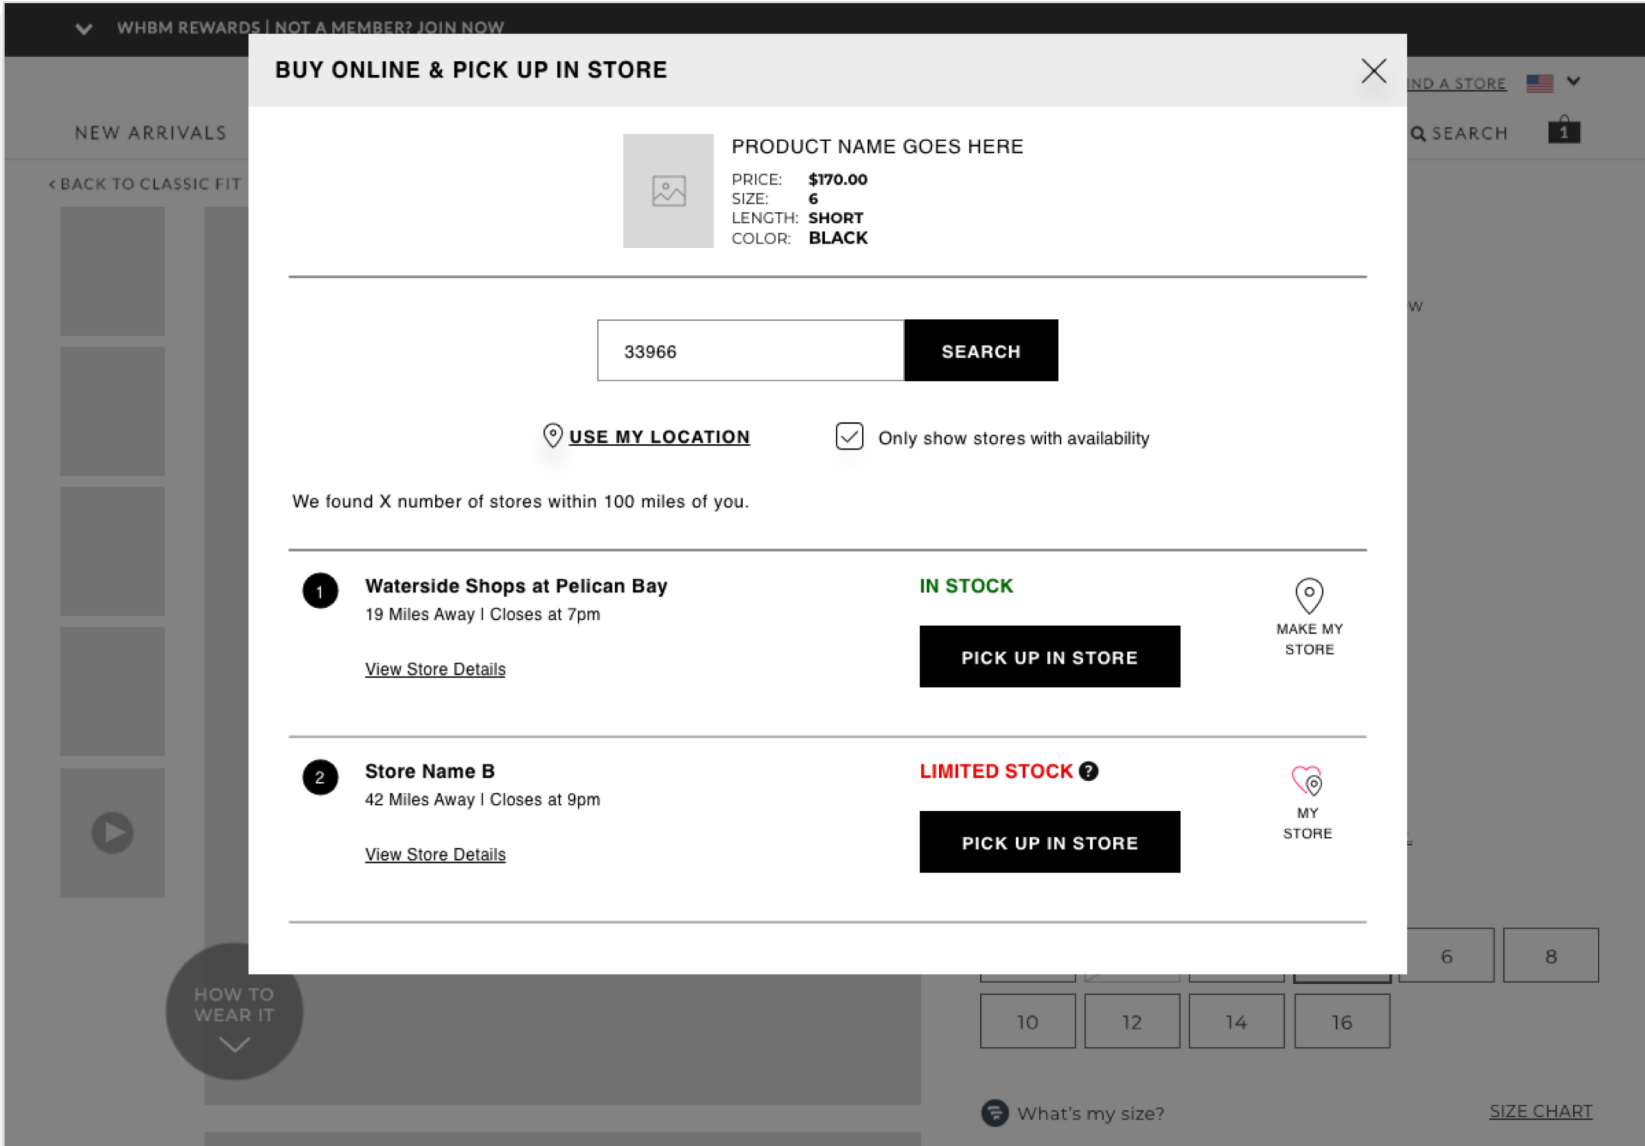 WHBM REWARDS | NOT A MEMBER? JOIN NOW
BUY ONLINE & PICK UP IN STORE
IND A STORE
NEW ARRIVALS
SEARCH
1
< BACK TO CLASSIC FIT
PRODUCT NAME GOES HERE
PRICE: $170.00
SIZE: 6
LENGTH: SHORT
COLOR: BLACK
W
33966
SEARCH
USE MY LOCATION
Only show stores with availability
We found X number of stores within 100 miles of you.
1
Waterside Shops at Pelican Bay
19 Miles Away | Closes at 7pm
View Store Details
IN STOCK
PICK UP IN STORE
MAKE MY
STORE
2
Store Name B
42 Miles Away | Closes at 9pm
View Store Details
LIMITED STOCK ?
PICK UP IN STORE
MY
STORE
HOW TO
WEAR IT
6 8
10 12 14 16
What's my size?
SIZE CHART